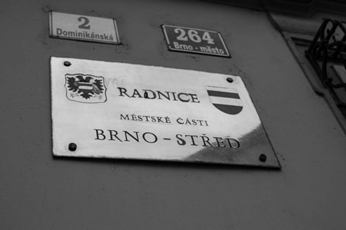 2
Dominikánská
264
Brno - město
RADNICE
MĚSTSKÉ ČÁSTI
BRNO - STŘED